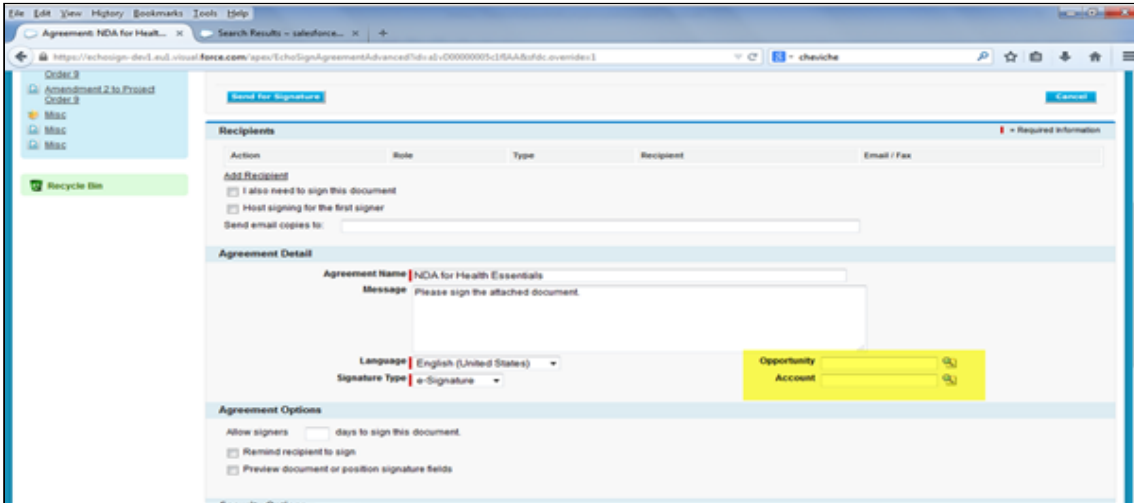 File Edit View History Bookmarks Tools Help
Agreement: NDA for Healt... × Search Results ~ salesforce... × +
https://echosign-dev1.eu1.visual.force.com/apex/EchoSignAgreementAdvanced? cheviche
Order 9
Amendment 2 to Project
Order 9
Misc
Misc
Misc
Recycle Bin
Send for Signature Cancel
Recipients = Required Information
Action Role Type Recipient Email / Fax
Add Recipient
I also need to sign this document
Host signing for the first signer
Send email copies to:
Agreement Detail
Agreement Name NDA for Health Essentials
Message Please sign the attached document.
Language English (United States) Opportunity
Signature Type e-Signature Account
Agreement Options
Allow signers days to sign this document.
Remind recipient to sign
Preview document or position signature fields